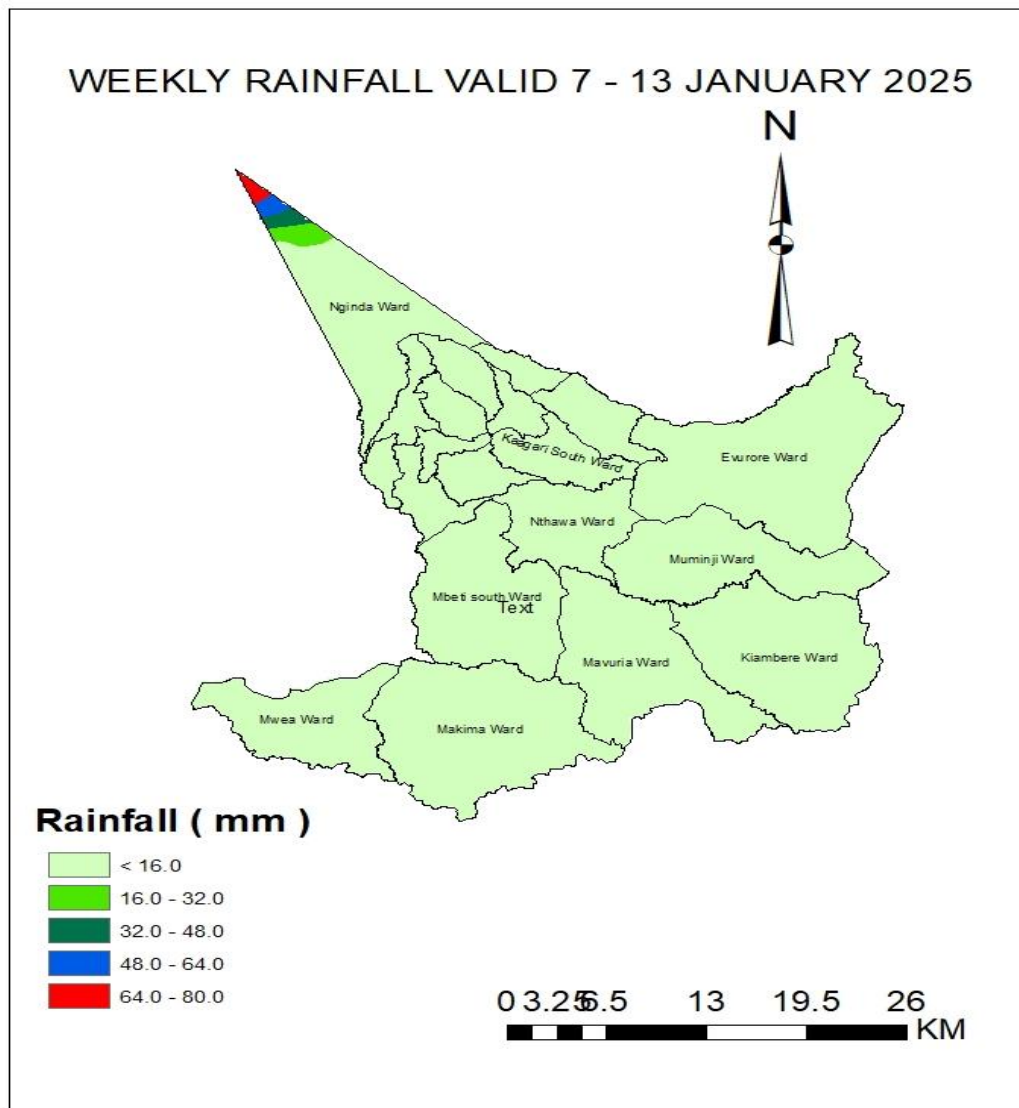 WEEKLY RAINFALL VALID 7 - 13 JANUARY 2025
N
Nginda Ward
Kaagari South Ward
Evurore Ward
Nthawa Ward
Muminji Ward
Mbeti south Ward
Text
Mavuria Ward
Kiambere Ward
Mwea Ward
Makima Ward
Rainfall ( mm )
< 16.0
16.0 - 32.0
32.0 - 48.0
48.0 - 64.0
64.0 - 80.0
0 3.25 6.5 13 19.5 26
KM